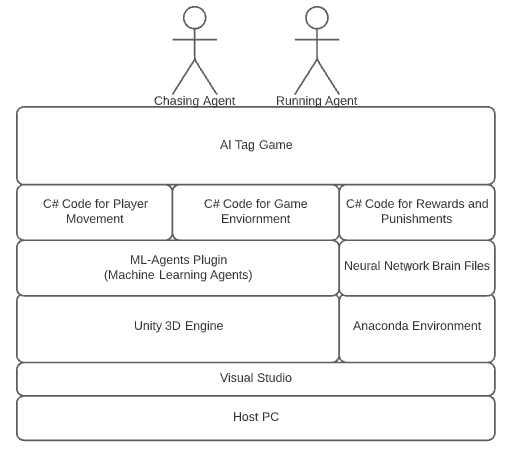 Chasing Agent
Running Agent
AI Tag Game
C# Code for Player
Movement
C# Code for Game
Enviornment
C# Code for Rewards and
Punishments
ML-Agents Plugin
(Machine Learning Agents)
Neural Network Brain Files
Unity 3D Engine
Anaconda Environment
Visual Studio
Host PC